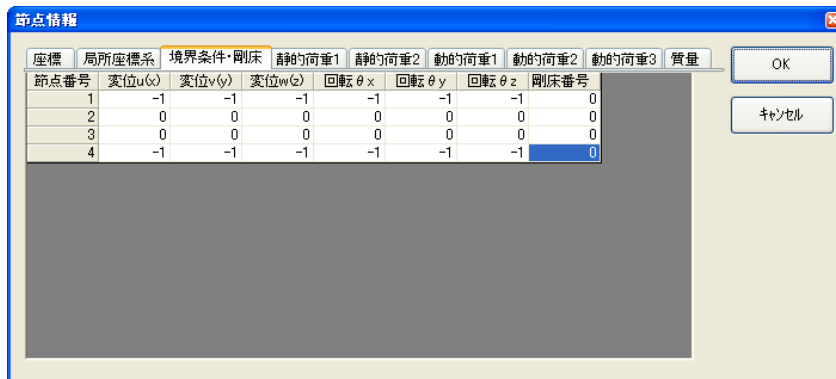 節点情報
座標 局所座標系 境界条件・剛床 静的荷重1 静的荷重2 動的荷重1 動的荷重2 動的荷重3 質量
OK
キャンセル
節点番号 変位u(x) 変位v(y) 変位w(z) 回転θx 回転θy 回転θz 剛床番号
1 -1 -1 -1 -1 -1 -1 0
2 0 0 0 0 0 0 0
3 0 0 0 0 0 0 0
4 -1 -1 -1 -1 -1 -1 0